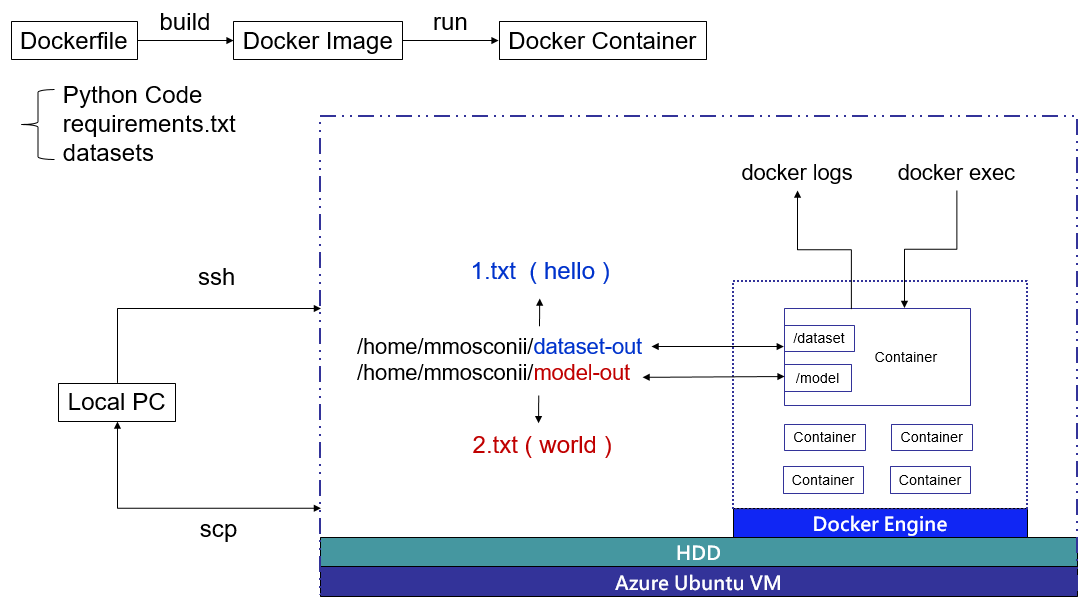 build
run
Dockerfile
Docker Image
Docker Container
Python Code
requirements.txt
datasets
docker logs
docker exec
ssh
1.txt ( hello )
/home/mmosconii/dataset-out
/home/mmosconii/model-out
/dataset
/model
Container
Local PC
2.txt ( world )
Container
Container
Container
Container
scp
Docker Engine
HDD
Azure Ubuntu VM